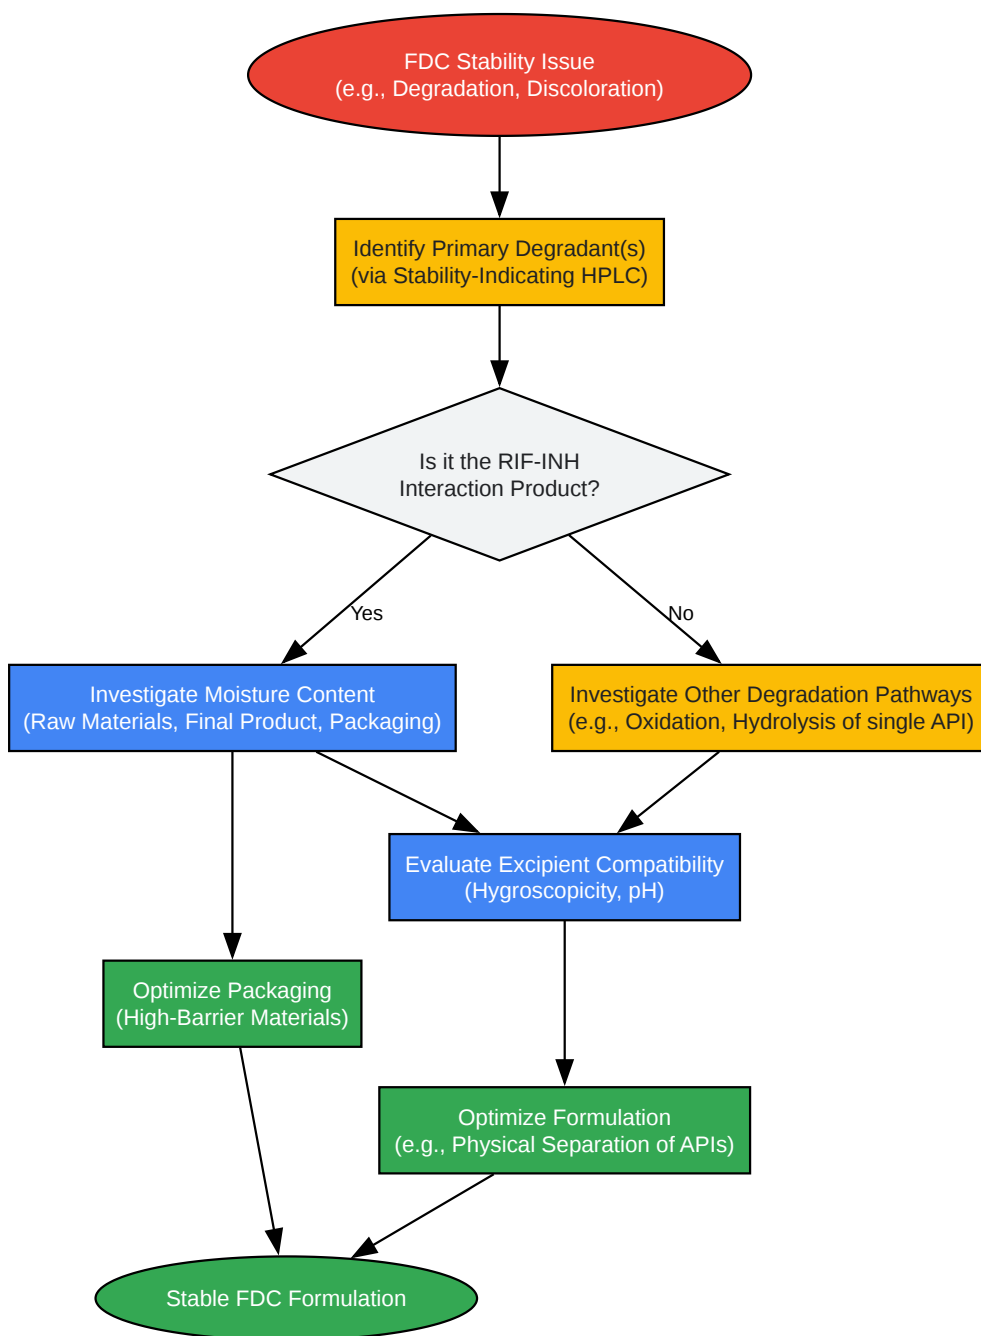 FDC Stability Issue
(e.g., Degradation, Discoloration)
Identify Primary Degradant(s)
(via Stability-Indicating HPLC)
Is it the RIF-INH
Interaction Product?
Yes
No
Investigate Moisture Content
(Raw Materials, Final Product, Packaging)
Investigate Other Degradation Pathways
(e.g., Oxidation, Hydrolysis of single API)
Evaluate Excipient Compatibility
(Hygroscopicity, pH)
Optimize Packaging
(High-Barrier Materials)
Optimize Formulation
(e.g., Physical Separation of APIs)
Stable FDC Formulation